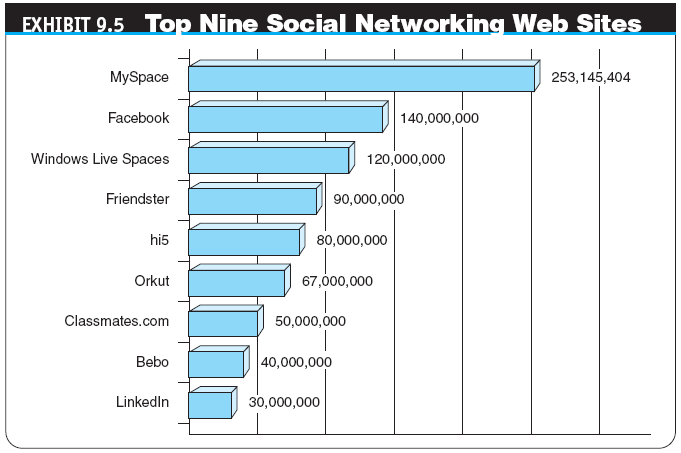 EXHIBIT 9.5 Top Nine Social Networking Web Sites
MySpace 253,145,404
Facebook 140,000,000
Windows Live Spaces 120,000,000
Friendster 90,000,000
hi5 80,000,000
Orkut 67,000,000
Classmates.com 50,000,000
Bebo 40,000,000
LinkedIn 30,000,000